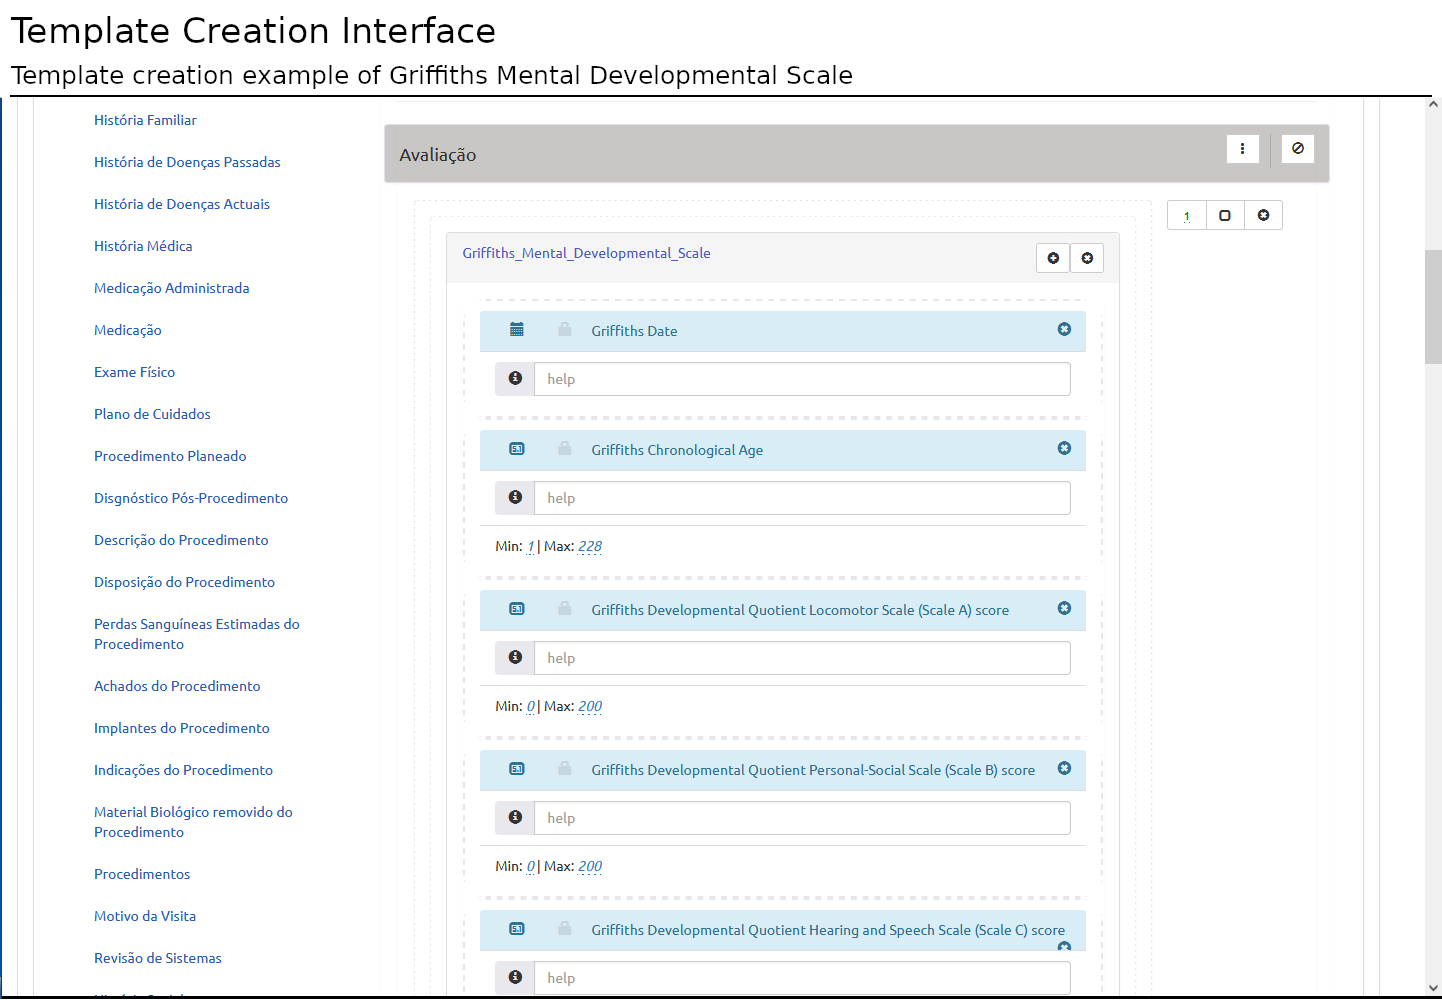 Template Creation Interface
Template creation example of Griffiths Mental Developmental Scale
História Familiar
História de Doenças Passadas
História de Doenças Actuais
História Médica
Medicação Administrada
Medicação
Exame Físico
Plano de Cuidados
Procedimento Planeado
Disgnóstico Pós-Procedimento
Descrição do Procedimento
Disposição do Procedimento
Perdas Sanguíneas Estimadas do
Procedimento
Achados do Procedimento
Implantes do Procedimento
Indicações do Procedimento
Material Biológico removido do
Procedimento
Procedimentos
Motivo da Visita
Revisão de Sistemas
Avaliação
1
Griffiths_Mental_Developmental_Scale
Griffiths Date
help
Griffiths Chronological Age
help
Min: 1 | Max: 228
Griffiths Developmental Quotient Locomotor Scale (Scale A) score
help
Min: 0 | Max: 200
Griffiths Developmental Quotient Personal-Social Scale (Scale B) score
help
Min: 0 | Max: 200
Griffiths Developmental Quotient Hearing and Speech Scale (Scale C) score
help